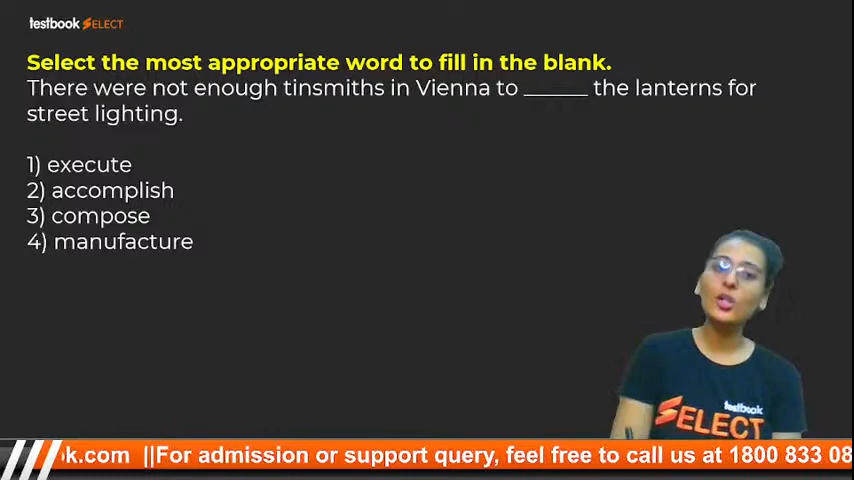 testbook SELECT
Select the most appropriate word to fill in the blank.
There were not enough tinsmiths in Vienna to ______ the lanterns for
street lighting.
1) execute
2) accomplish
3) compose
4) manufacture
testbook
SELECT
k.com ||For admission or support query, feel free to call us at 1800 833 08